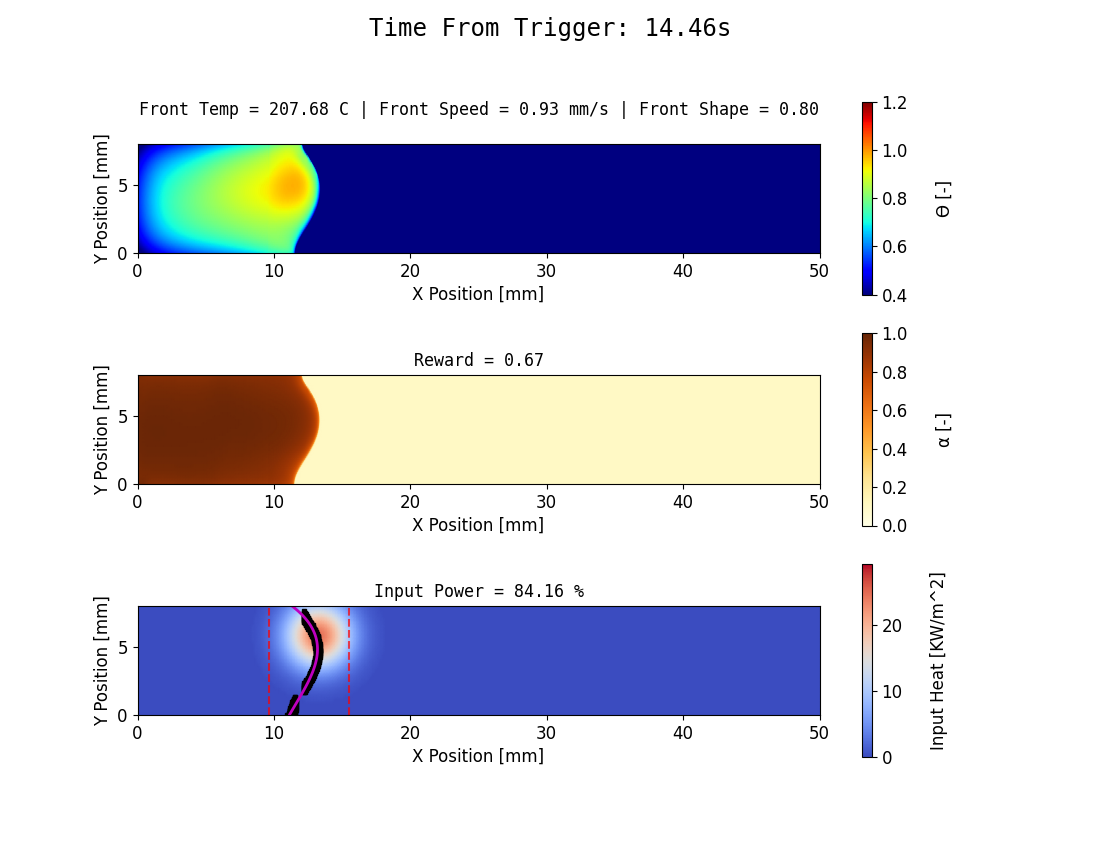 Time From Trigger: 14.46s
Front Temp = 207.68 C | Front Speed = 0.93 mm/s | Front Shape = 0.80
Y Position [mm]
5
0
0 10 20 30 40 50
X Position [mm]
1.2
1.0
0.8
0.6
0.4
Θ [-]
Reward = 0.67
Y Position [mm]
5
0
0 10 20 30 40 50
X Position [mm]
1.0
0.8
0.6
0.4
0.2
0.0
α [-]
Input Power = 84.16 %
Y Position [mm]
5
0
0 10 20 30 40 50
X Position [mm]
20
10
0
Input Heat [KW/m^2]